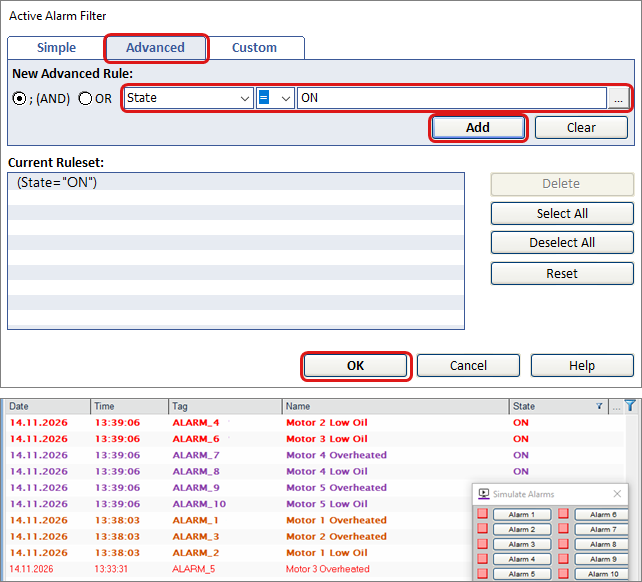 Active Alarm Filter
Simple Advanced Custom
New Advanced Rule:
; (AND) OR State = ON ...
Add Clear
Current Ruleset:
(State="ON")
Delete
Select All
Deselect All
Reset
OK Cancel Help
Date Time Tag Name State ...
14.11.2026 13:39:06 ALARM_4 Motor 2 Low Oil ON
14.11.2026 13:39:06 ALARM_6 Motor 3 Low Oil ON
14.11.2026 13:39:06 ALARM_7 Motor 4 Overheated ON
14.11.2026 13:39:06 ALARM_8 Motor 4 Low Oil ON
14.11.2026 13:39:06 ALARM_9 Motor 5 Overheated
14.11.2026 13:39:06 ALARM_10 Motor 5 Low Oil
14.11.2026 13:38:03 ALARM_1 Motor 1 Overheated
14.11.2026 13:38:03 ALARM_3 Motor 2 Overheated
14.11.2026 13:38:03 ALARM_2 Motor 1 Low Oil
14.11.2026 13:33:31 ALARM_5 Motor 3 Overheated
Simulate Alarms
Alarm 1 Alarm 6
Alarm 2 Alarm 7
Alarm 3 Alarm 8
Alarm 4 Alarm 9
Alarm 5 Alarm 10